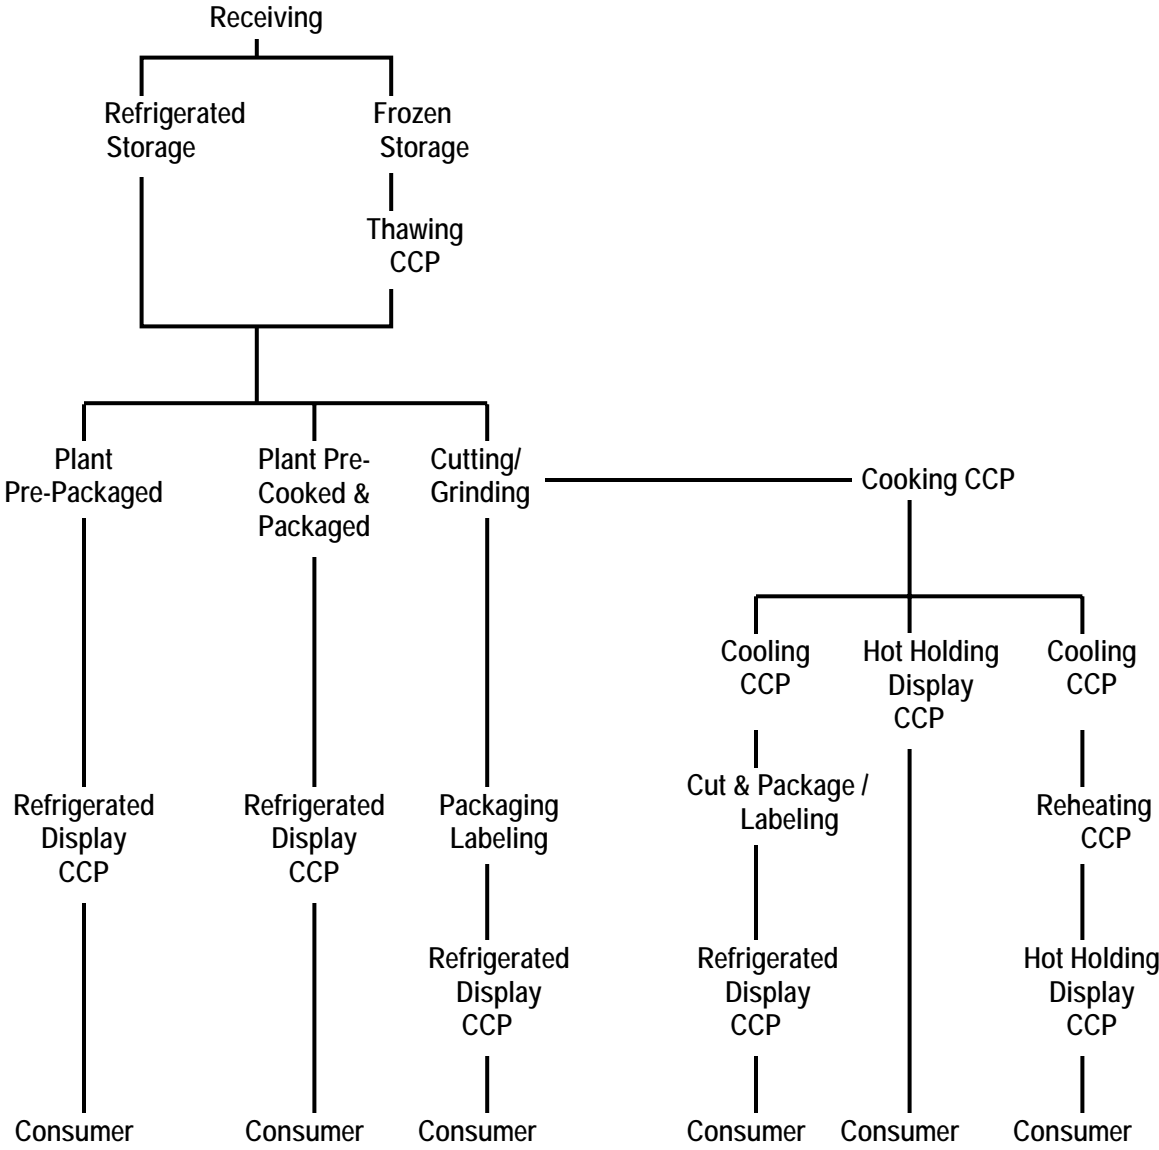 Receiving
Refrigerated
Storage
Frozen
Storage
Thawing
CCP
Plant
Pre-Packaged
Plant Pre-
Cooked &
Packaged
Cutting/
Grinding
Cooking CCP
Cooling
CCP
Hot Holding
Display
CCP
Cooling
CCP
Refrigerated
Display
CCP
Refrigerated
Display
CCP
Packaging
Labeling
Cut & Package /
Labeling
Reheating
CCP
Refrigerated
Display
CCP
Refrigerated
Display
CCP
Hot Holding
Display
CCP
Consumer
Consumer
Consumer
Consumer
Consumer
Consumer